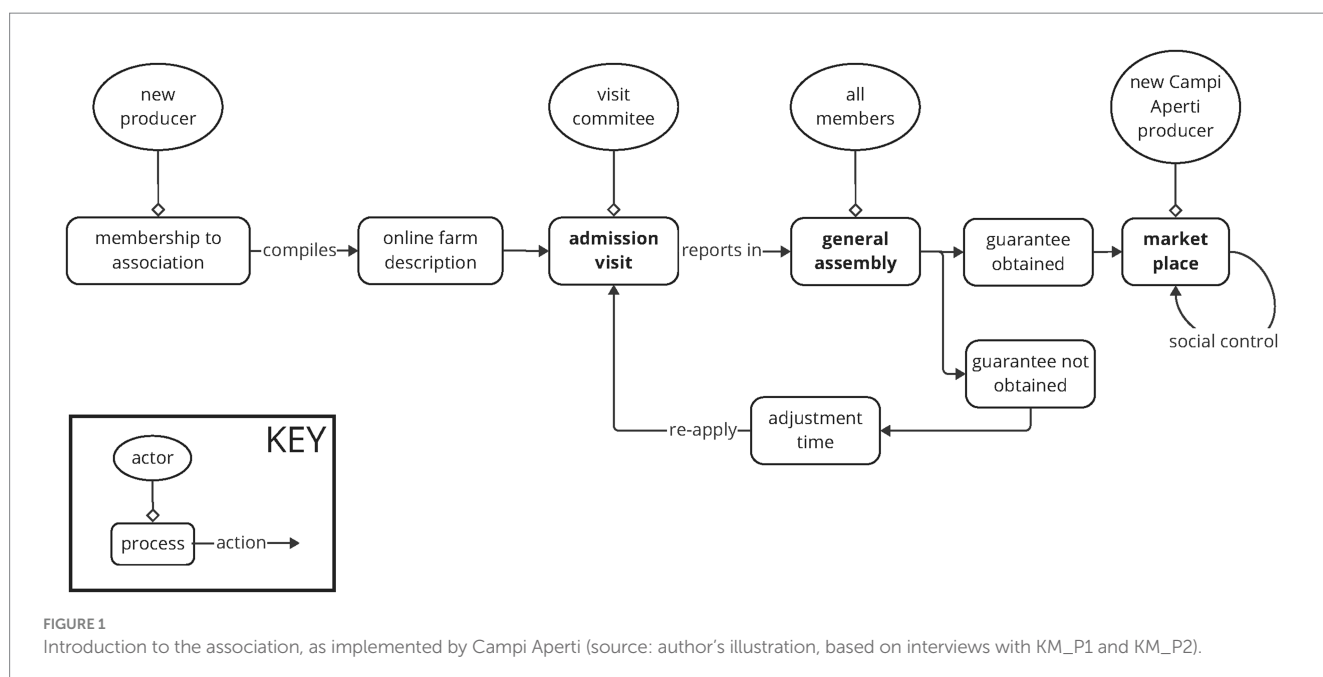 new
producer
visit
commitee
all
members
new Campi
Aperti
producer
membership to
association
compiles
online farm
description
admission
visit
reports in
general
assembly
guarantee
obtained
market
place
social control
guarantee not
obtained
adjustment
time
re-apply
KEY
actor
process
action
FIGURE 1
Introduction to the association, as implemented by Campi Aperti (source: author’s illustration, based on interviews with KM_P1 and KM_P2).